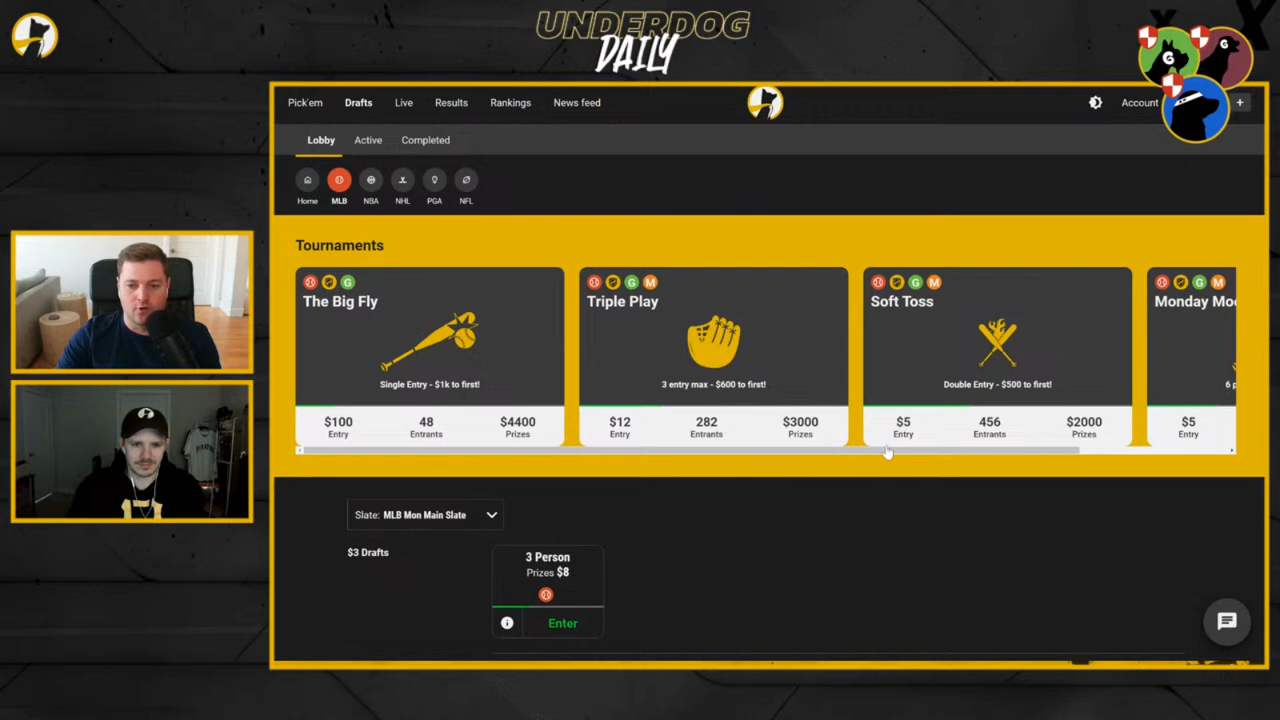 UNDERDOG
DAILY
Pick'em Drafts Live Results Rankings News feed Account +
Lobby Active Completed
Home MLB NBA NHL PGA NFL
Tournaments
G
The Big Fly
Single Entry - $1k to first!
$100 48 $4400
Entry Entrants Prizes
G M
Triple Play
3 entry max - $600 to first!
$12 282 $3000
Entry Entrants Prizes
G M
Soft Toss
Double Entry - $500 to first!
$5 456 $2000
Entry Entrants Prizes
G M
Monday Mo
6 p
$5
Entry
Slate: MLB Mon Main Slate
$3 Drafts
3 Person
Prizes $8
Enter